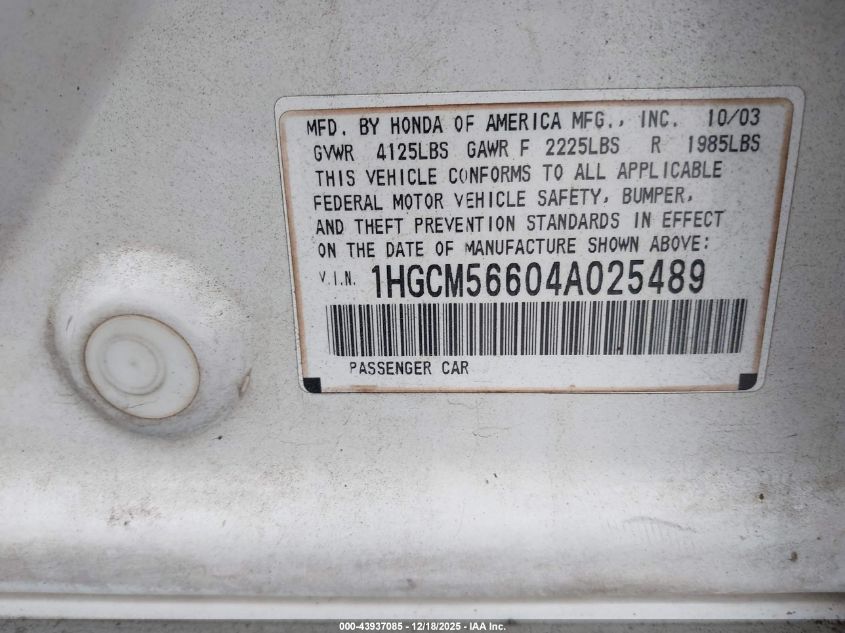 MFD. BY HONDA OF AMERICA MFG., INC. 10/03
GVWR 4125LBS GAWR F 2225LBS R 1985LBS
THIS VEHICLE CONFORMS TO ALL APPLICABLE
FEDERAL MOTOR VEHICLE SAFETY, BUMPER,
AND THEFT PREVENTION STANDARDS IN EFFECT
ON THE DATE OF MANUFACTURE SHOWN ABOVE:
V.I.N. 1HGCM56604A025489
PASSENGER CAR
000-43937085 - 12/18/2025 - IAA Inc.